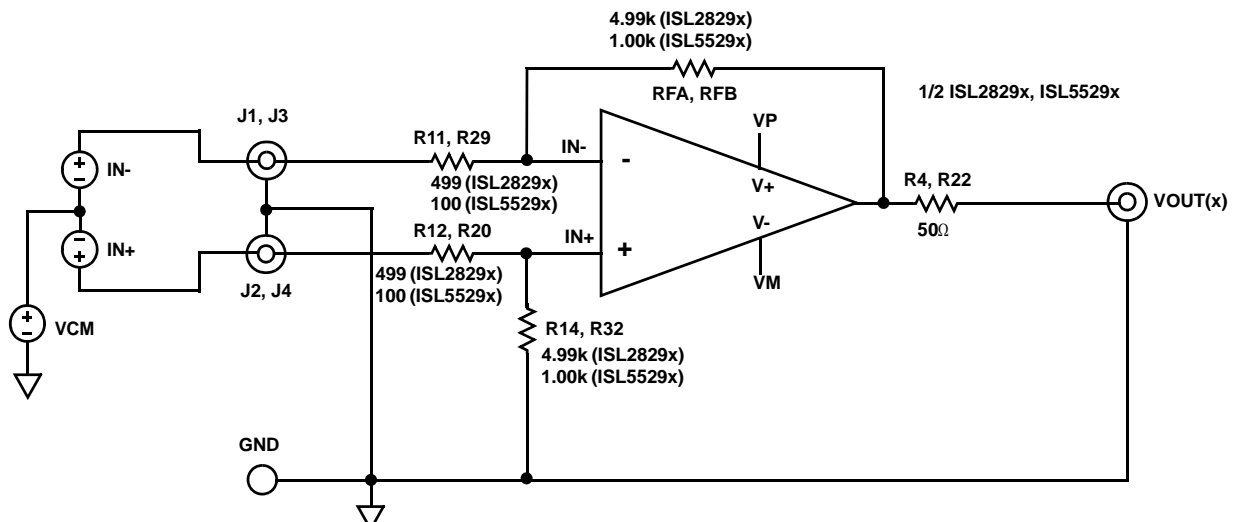 4.99k (ISL2829x)
1.00k (ISL5529x)
RFA, RFB
1/2 ISL2829x, ISL5529x
J1, J3
R11, R29
IN-
VP
IN-
-
V+
R4, R22
499 (ISL2829x)
100 (ISL5529x)
VOUT(x)
R12, R20
IN+
V-
50Ω
IN+
+
499 (ISL2829x)
100 (ISL5529x)
VM
J2, J4
VCM
R14, R32
4.99k (ISL2829x)
1.00k (ISL5529x)
GND